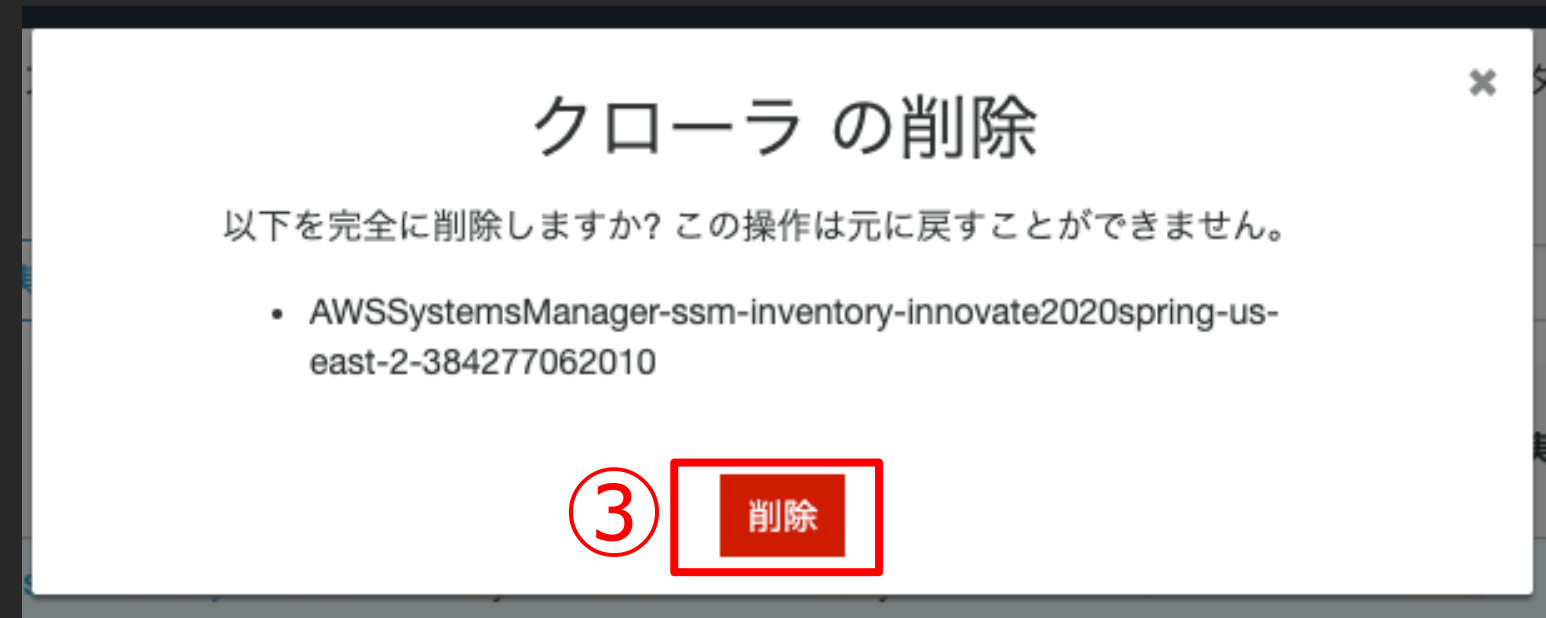 クローラ の削除
以下を完全に削除しますか? この操作は元に戻すことができません。
• AWSSystemsManager-ssm-inventory-innovate2020spring-us-
east-2-384277062010
③
削除